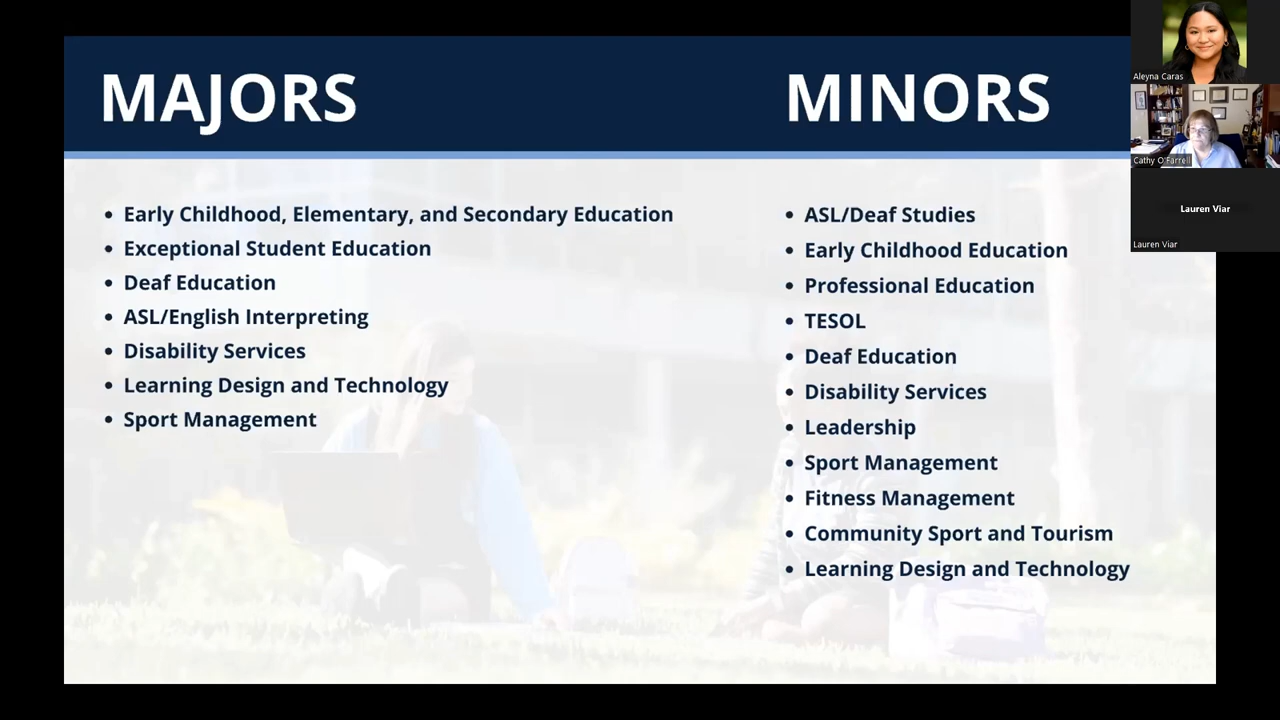 MAJORS
• Early Childhood, Elementary, and Secondary Education
• Exceptional Student Education
• Deaf Education
• ASL/English Interpreting
• Disability Services
• Learning Design and Technology
• Sport Management
MINORS
• ASL/Deaf Studies
• Early Childhood Education
• Professional Education
• TESOL
• Deaf Education
• Disability Services
• Leadership
• Sport Management
• Fitness Management
• Community Sport and Tourism
• Learning Design and Technology
Aleyna Caras
Cathy O'Farrell
Lauren Viar
Lauren Viar